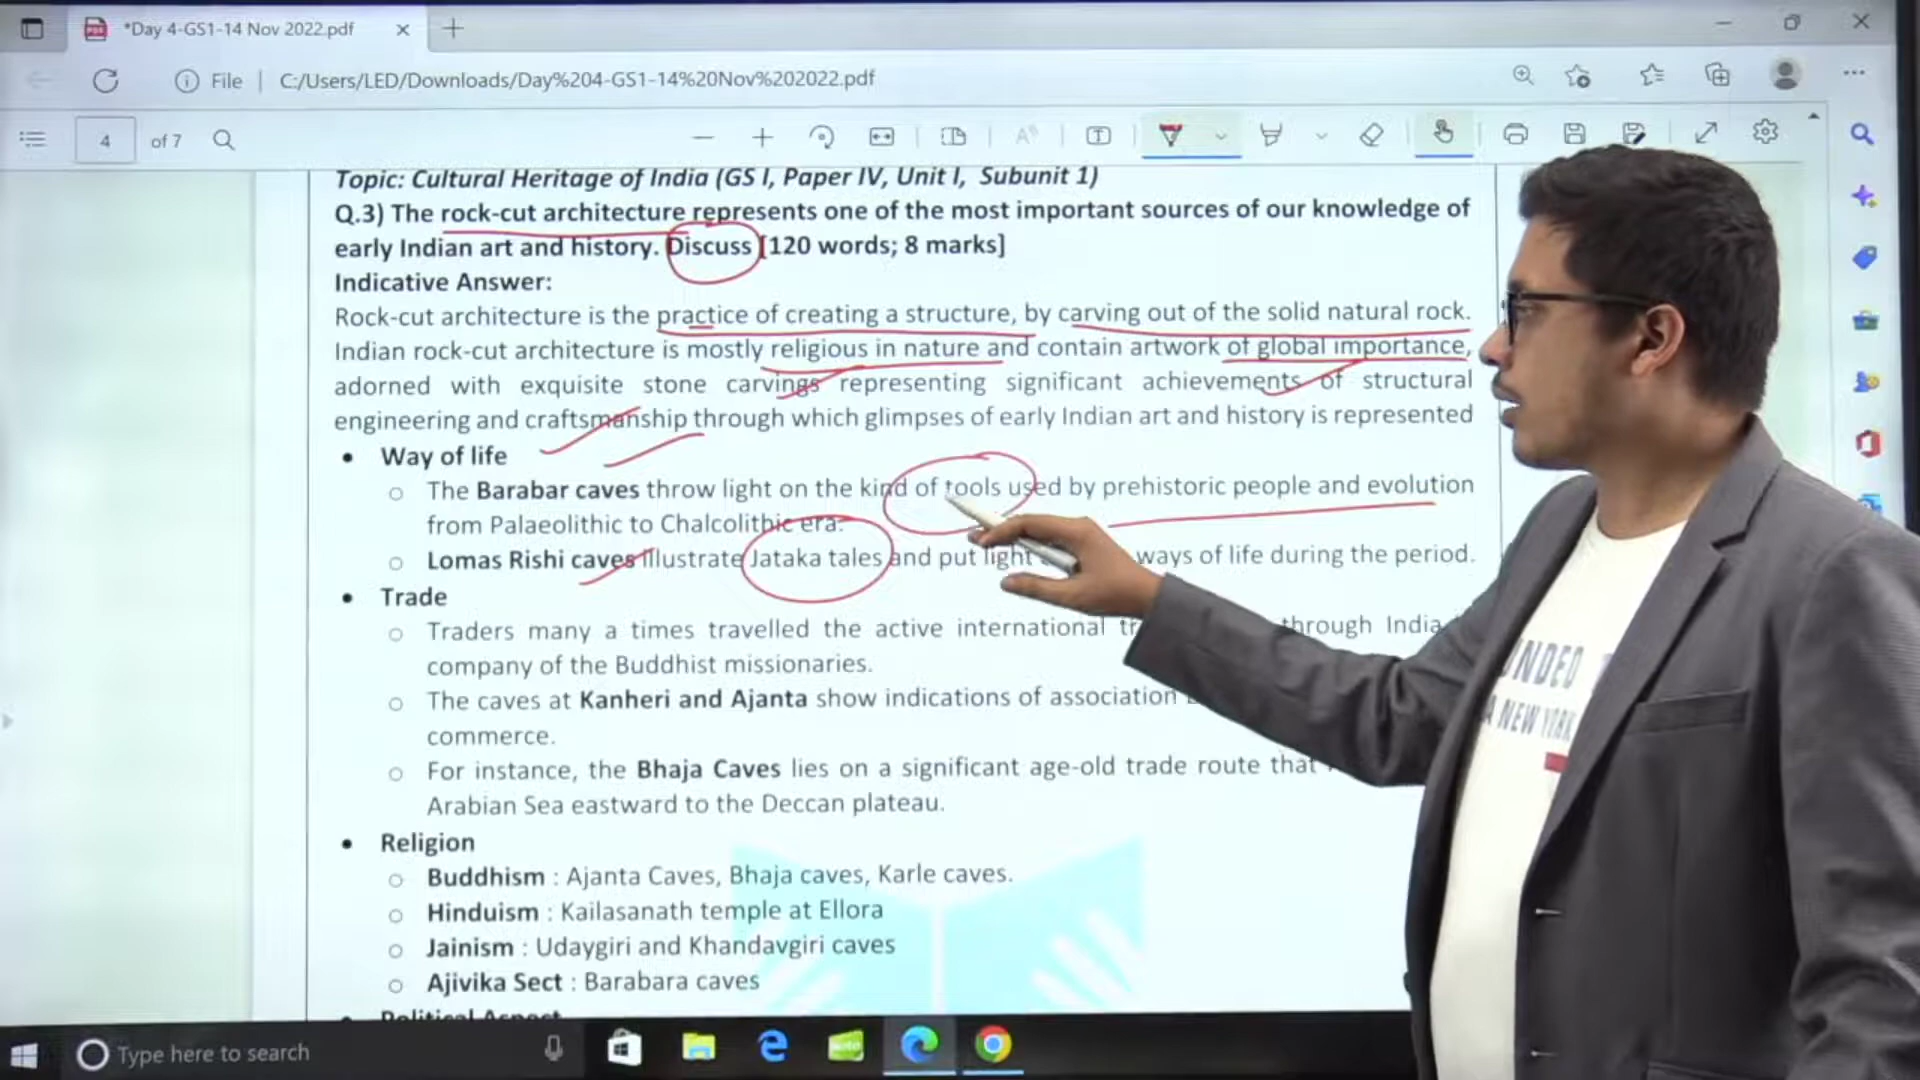 *Day 4-GS1-14 Nov 2022.pdf
File | C:/Users/LED/Downloads/Day%204-GS1-14%20Nov%202022.pdf
4 of 7
Topic: Cultural Heritage of India (GS I, Paper IV, Unit I, Subunit 1)
Q.3) The rock-cut architecture represents one of the most important sources of our knowledge of
early Indian art and history. Discuss [120 words; 8 marks]
Indicative Answer:
Rock-cut architecture is the practice of creating a structure, by carving out of the solid natural rock.
Indian rock-cut architecture is mostly religious in nature and contain artwork of global importance,
adorned with exquisite stone carvings representing significant achievements of structural
engineering and craftsmanship through which glimpses of early Indian art and history is represented
• Way of life
o The Barabar caves throw light on the kind of tools used by prehistoric people and evolution
from Palaeolithic to Chalcolithic era.
o Lomas Rishi caves illustrate Jataka tales and put light ways of life during the period.
• Trade
o Traders many a times travelled the active international through India
company of the Buddhist missionaries.
o The caves at Kanheri and Ajanta show indications of association
commerce.
o For instance, the Bhaja Caves lies on a significant age-old trade route that
Arabian Sea eastward to the Deccan plateau.
• Religion
o Buddhism : Ajanta Caves, Bhaja caves, Karle caves.
o Hinduism : Kailasanath temple at Ellora
o Jainism : Udaygiri and Khandavgiri caves
o Ajivika Sect : Barabara caves
• Political Aspect
NEW YORK
Type here to search